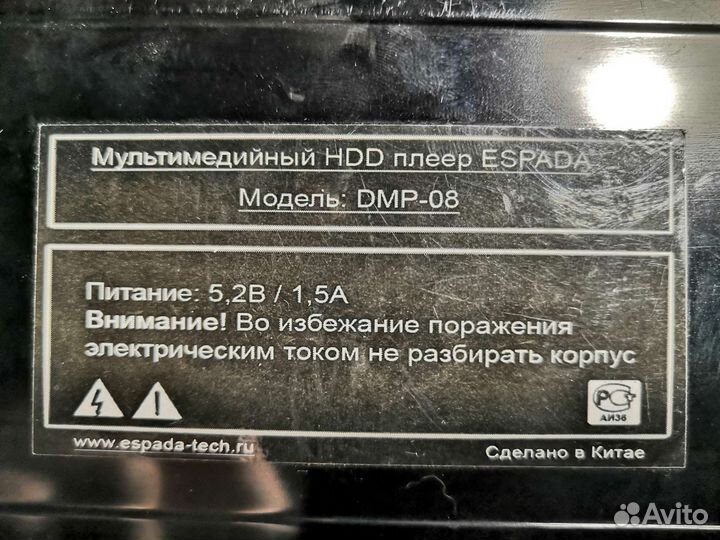 Мультимедийный HDD плеер ESPADA
Модель: DMP-08
Питание: 5,2В / 1,5А
Внимание! Во избежание поражения
электрическим током не разбирать корпус
РС
АИ36
www.espada-tech.ru
Сделано в Китае
Avito